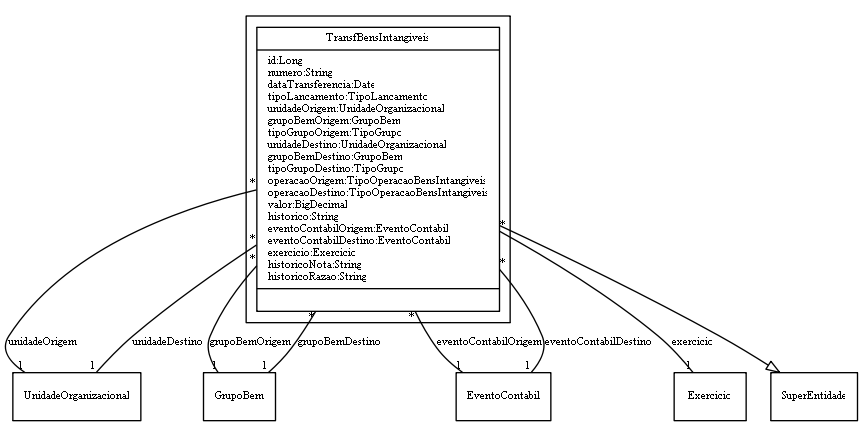 TransfBensIntangiveis
id:Long
numero:String
dataTransferencia:Date
tipoLancamento:TipoLancamento
unidadeOrigem:UnidadeOrganizacional
grupoBemOrigem:GrupoBem
tipoGrupoOrigem:TipoGrupo
unidadeDestino:UnidadeOrganizacional
grupoBemDestino:GrupoBem
tipoGrupoDestino:TipoGrupo
operacaoOrigem:TipoOperacaoBensIntangiveis
operacaoDestino:TipoOperacaoBensIntangiveis
valor:BigDecimal
historico:String
eventoContabilOrigem:EventoContabil
eventoContabilDestino:EventoContabil
exercicio:Exercicio
historicoNota:String
historicoRazao:String
* *
* *
* *
* *
unidadeOrigem unidadeDestino grupoBemOrigem grupoBemDestino eventoContabilOrigem eventoContabilDestino exercicio
1 1 1 1 1 1 1
UnidadeOrganizacional GrupoBem EventoContabil Exercicio SuperEntidade